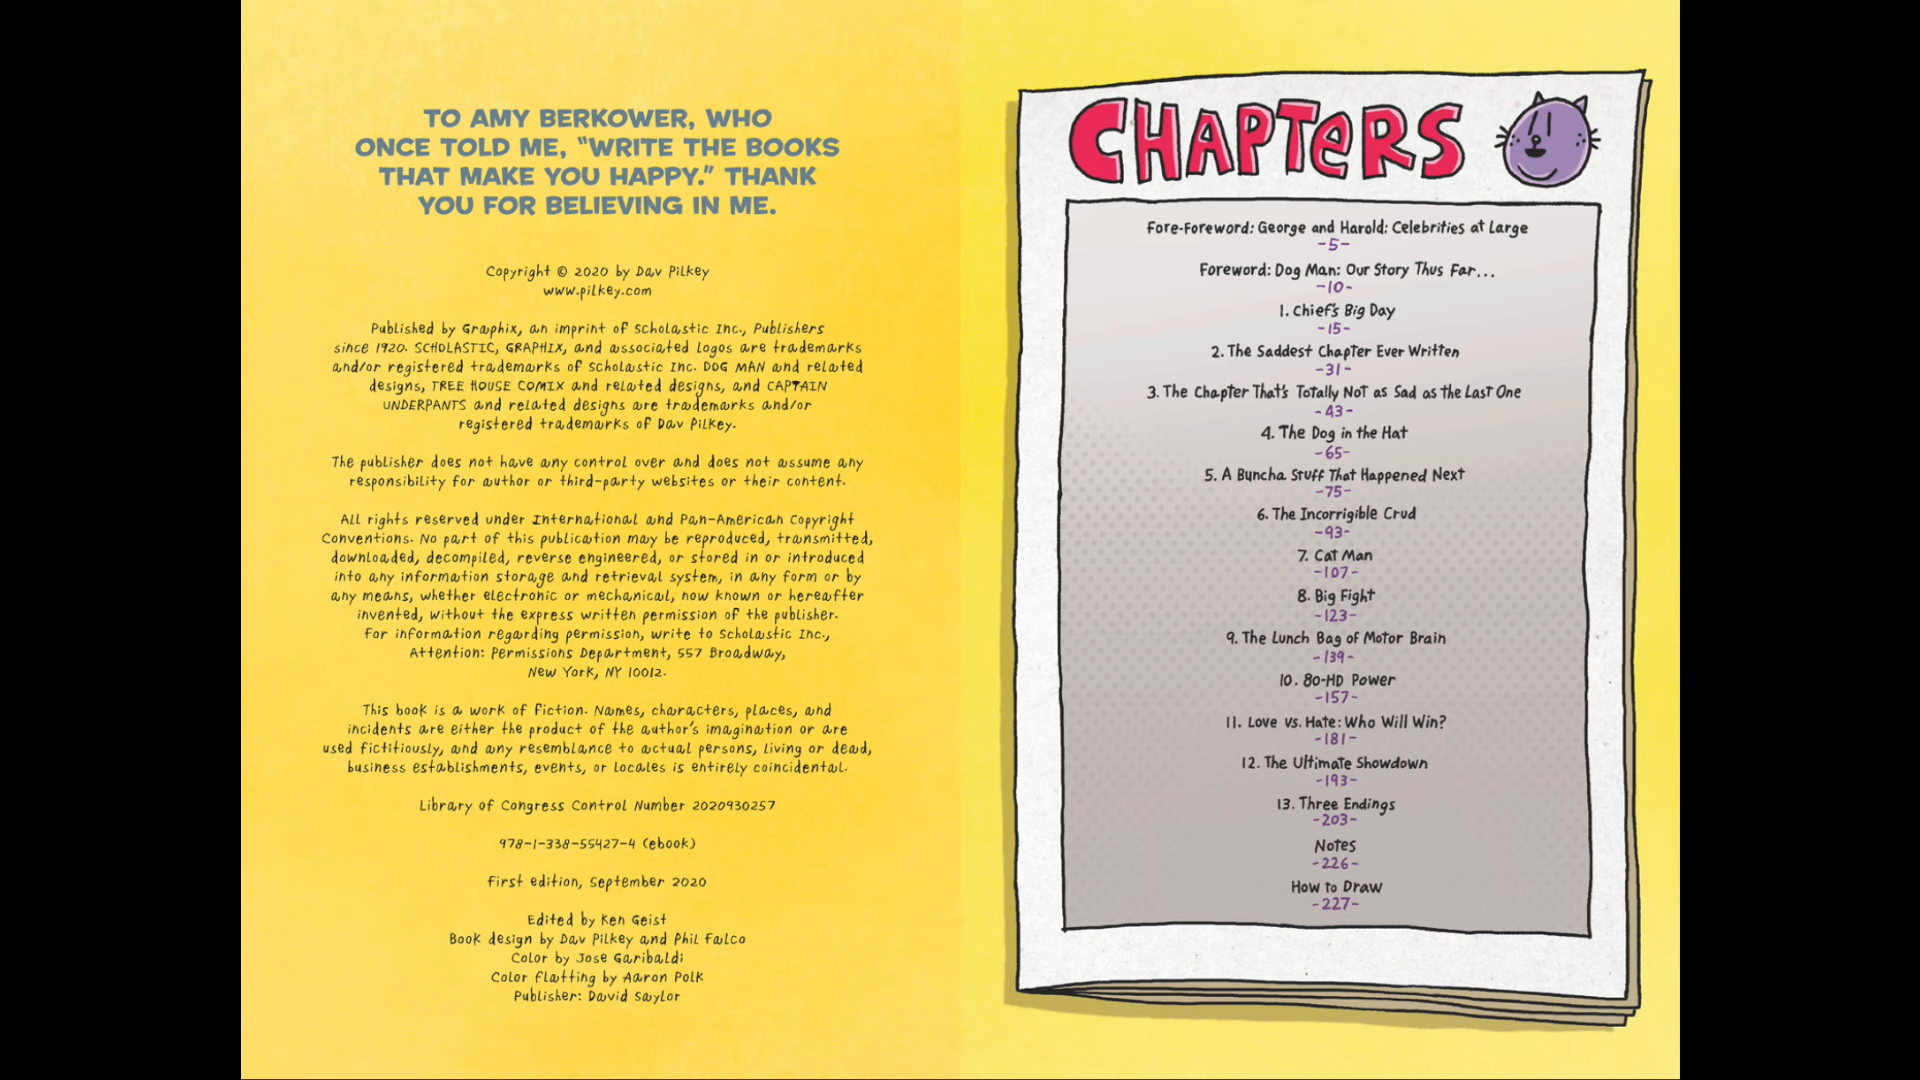 TO AMY BERKOWER, WHO
ONCE TOLD ME, “WRITE THE BOOKS
THAT MAKE YOU HAPPY.” THANK
YOU FOR BELIEVING IN ME.
Copyright © 2020 by Dav Pilkey
www.pilkey.com
Published by Graphix, an imprint of Scholastic Inc., Publishers
since 1920. SCHOLASTIC, GRAPHIX, and associated logos are trademarks
and/or registered trademarks of Scholastic Inc. DOG MAN and related
designs, TREE HOUSE COMIX and related designs, and CAPTAIN
UNDERPANTS and related designs are trademarks and/or
registered trademarks of Dav Pilkey.
The publisher does not have any control over and does not assume any
responsibility for author or third-party websites or their content.
All rights reserved under International and Pan-American Copyright
Conventions. No part of this publication may be reproduced, transmitted,
downloaded, decompiled, reverse engineered, or stored in or introduced
into any information storage and retrieval system, in any form or by
any means, whether electronic or mechanical, now known or hereafter
invented, without the express written permission of the publisher.
For information regarding permission, write to Scholastic Inc.,
Attention: Permissions Department, 557 Broadway,
New York, NY 10012.
This book is a work of fiction. Names, characters, places, and
incidents are either the product of the author's imagination or are
used fictitiously, and any resemblance to actual persons, living or dead,
business establishments, events, or locales is entirely coincidental.
Library of Congress Control Number 2020930257
978-1-338-55427-4 (ebook)
First edition, September 2020
Edited by Ken Geist
Book design by Dav Pilkey and Phil Falco
Color by Jose Garibaldi
Color flatting by Aaron Polk
Publisher: David Saylor
CHAPTeRS
Fore-Foreword: George and Harold: Celebrities at Large
-5-
Foreword: Dog Man: Our Story Thus Far...
-10-
1. Chief's Big Day
-15-
2. The Saddest Chapter Ever Written
-31-
3. The Chapter That's Totally Not as Sad as the Last One
-43-
4. The Dog in the Hat
-65-
5. A Buncha Stuff That Happened Next
-75-
6. The Incorrigible Crud
-93-
7. Cat Man
-107-
8. Big Fight
-123-
9. The Lunch Bag of Motor Brain
-139-
10. 80-HD Power
-157-
11. Love vs. Hate: Who Will Win?
-181-
12. The Ultimate Showdown
-193-
13. Three Endings
-203-
Notes
-226-
How to Draw
-227-